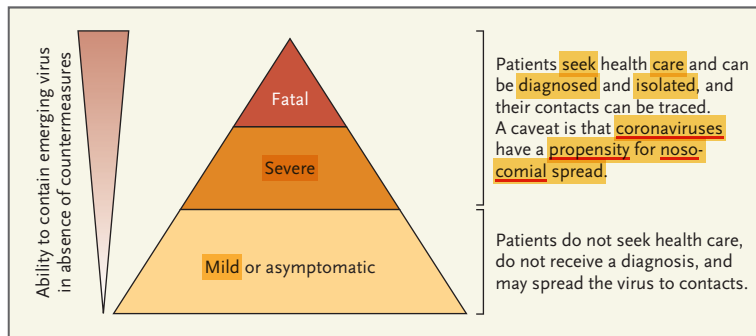 Ability to contain emerging virus
in absence of countermeasures
Fatal
Severe
Mild or asymptomatic
Patients seek health care and can
be diagnosed and isolated, and
their contacts can be traced.
A caveat is that coronaviruses
have a propensity for noso-
comial spread.
Patients do not seek health care,
do not receive a diagnosis, and
may spread the virus to contacts.